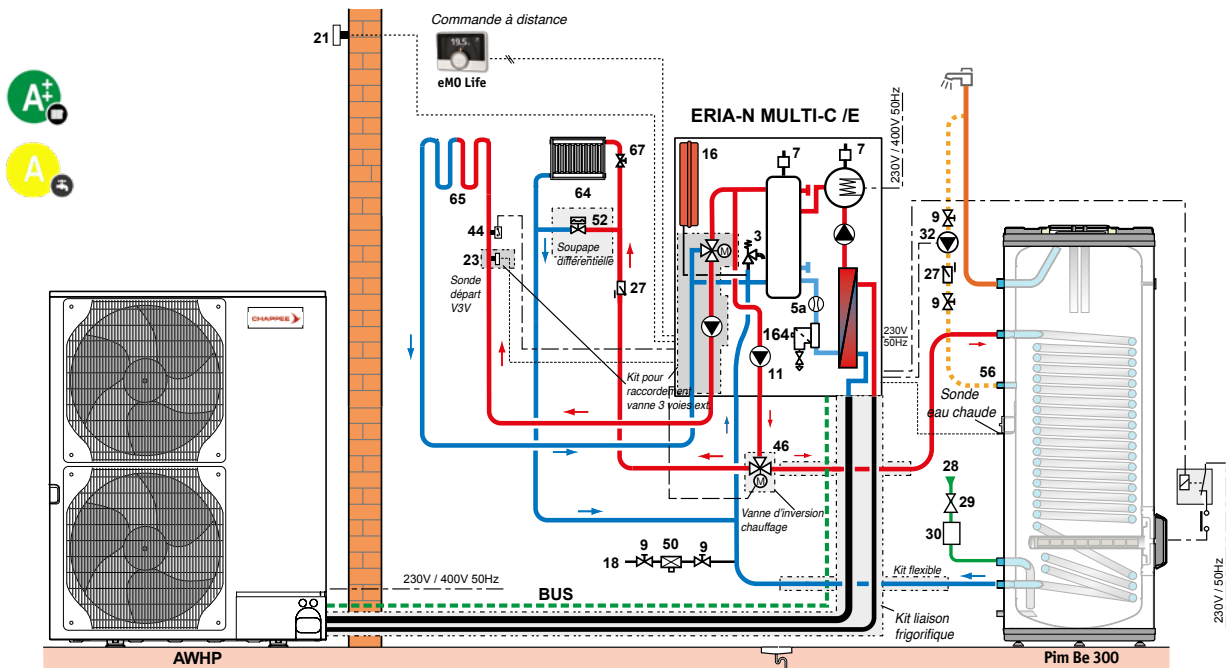 Commande à distance
21
19.5
eMO Life
A++
A
ERIA-N MULTI-C /E
230V / 400V 50Hz
67
16
7
7
64
65
52
Soupape
différentielle
44
23
Sonde
départ
V3V
27
3
M
5a
164
11
230V
50Hz
9
32
27
9
56
Sonde
eau chaude
CHAPPEE
Kit pour
raccordement
vanne 3 voies ext.
46
M
Vanne d'inversion
chauffage
28
29
30
18
9
50
9
Kit flexible
230V / 400V 50Hz
BUS
Kit liaison
frigorifique
230V / 50Hz
AWHP
Pim Be 300